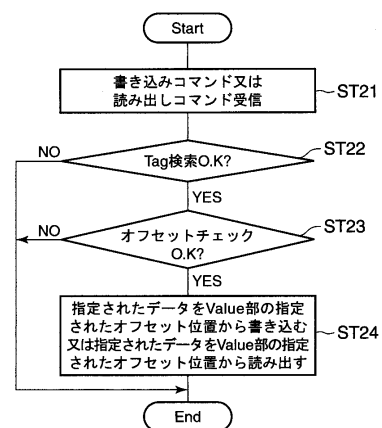 Start
書き込みコマンド又は
読み出しコマンド受信
ST21
ST22
NO
Tag検索O.K?
YES
ST23
NO
オフセットチェック
O.K?
YES
指定されたデータをValue部の指定
されたオフセット位置から書き込む
又は指定されたデータをValue部の指定
されたオフセット位置から読み出す
ST24
End